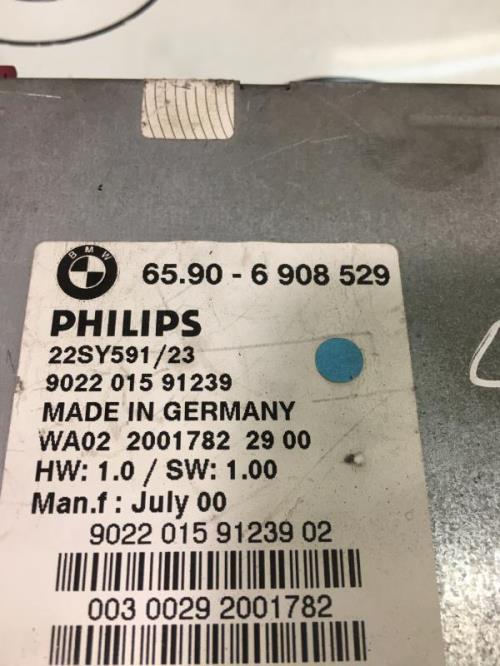 BMW
65.90 - 6 908 529
PHILIPS
22SY591/23
9022 015 91239
MADE IN GERMANY
WA02 2001782 29 00
HW: 1.0 / SW: 1.00
Man.f : July 00
9022 015 91239 02
003 0029 2001782